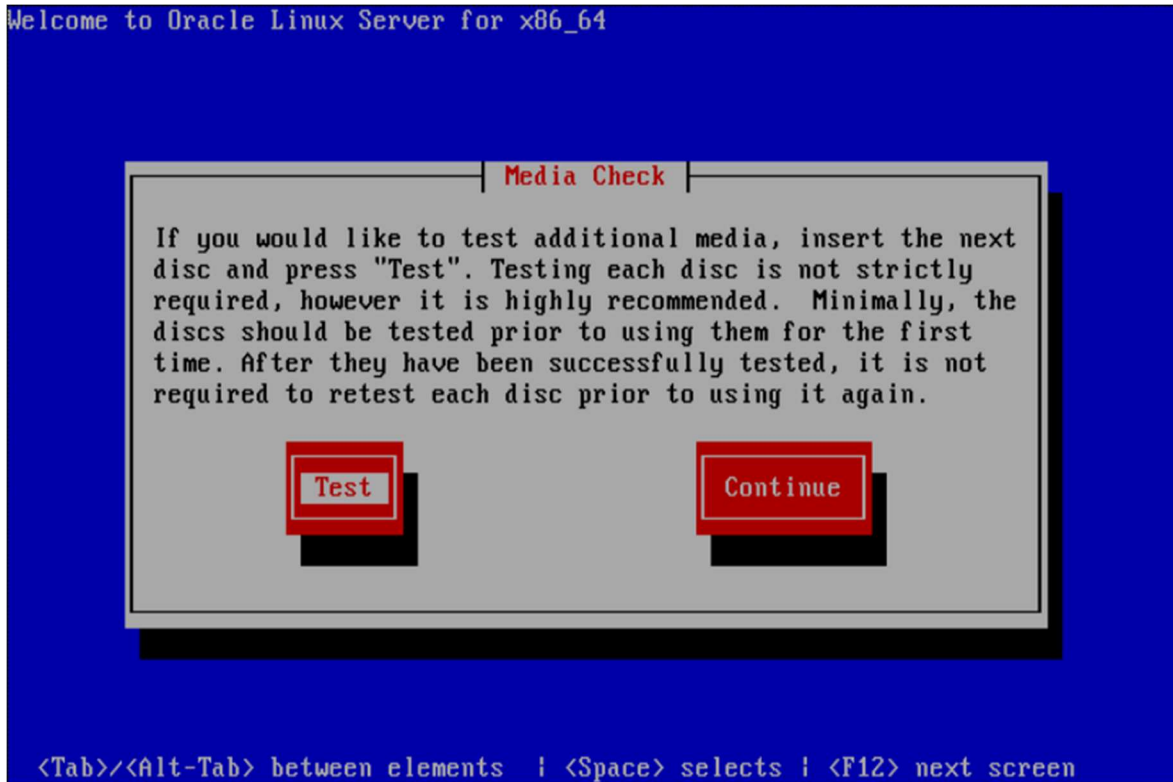 Welcome to Oracle Linux Server for x86_64
Media Check
If you would like to test additional media, insert the next
disc and press "Test". Testing each disc is not strictly
required, however it is highly recommended.  Minimally, the
discs should be tested prior to using them for the first
time. After they have been successfully tested, it is not
required to retest each disc prior to using it again.
Test Continue
<Tab>/<Alt-Tab> between elements  | <Space> selects | <F12> next screen